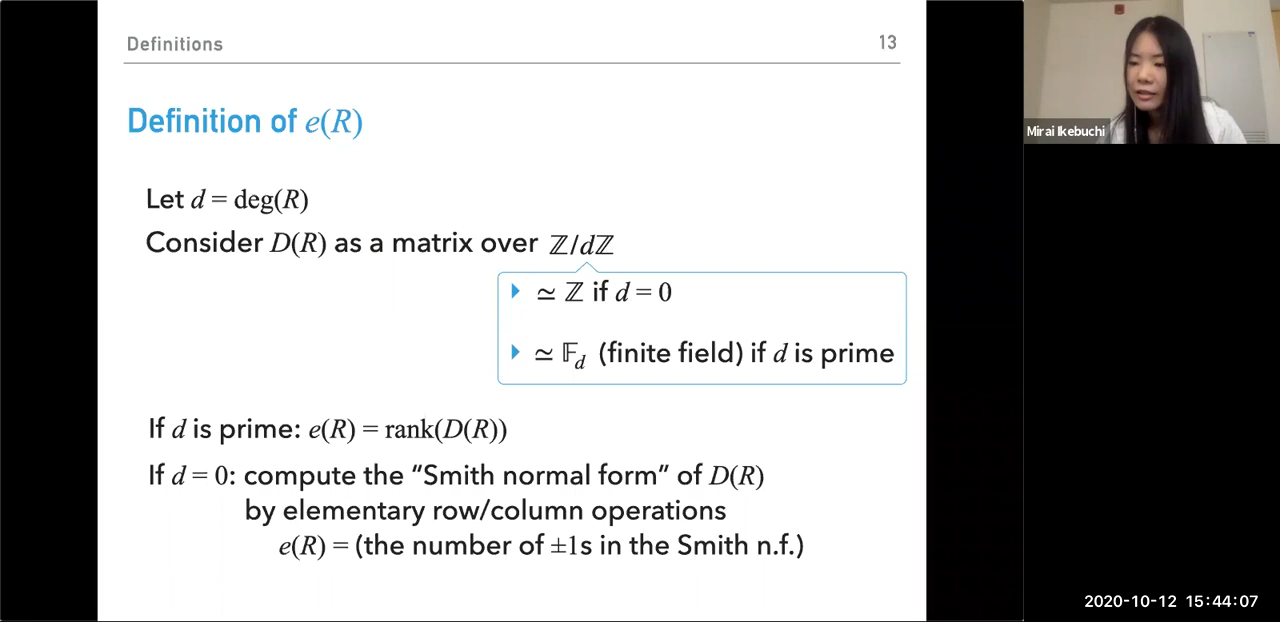 Definitions
13
Definition of e(R)
Let d = deg(R)
Consider D(R) as a matrix over ℤ/dℤ
≃ ℤ if d = 0
≃ 𝔽_d (finite field) if d is prime
If d is prime: e(R) = rank(D(R))
If d = 0: compute the “Smith normal form” of D(R)
by elementary row/column operations
e(R) = (the number of ±1s in the Smith n.f.)
Mirai Ikebuchi
2020-10-12 15:44:07